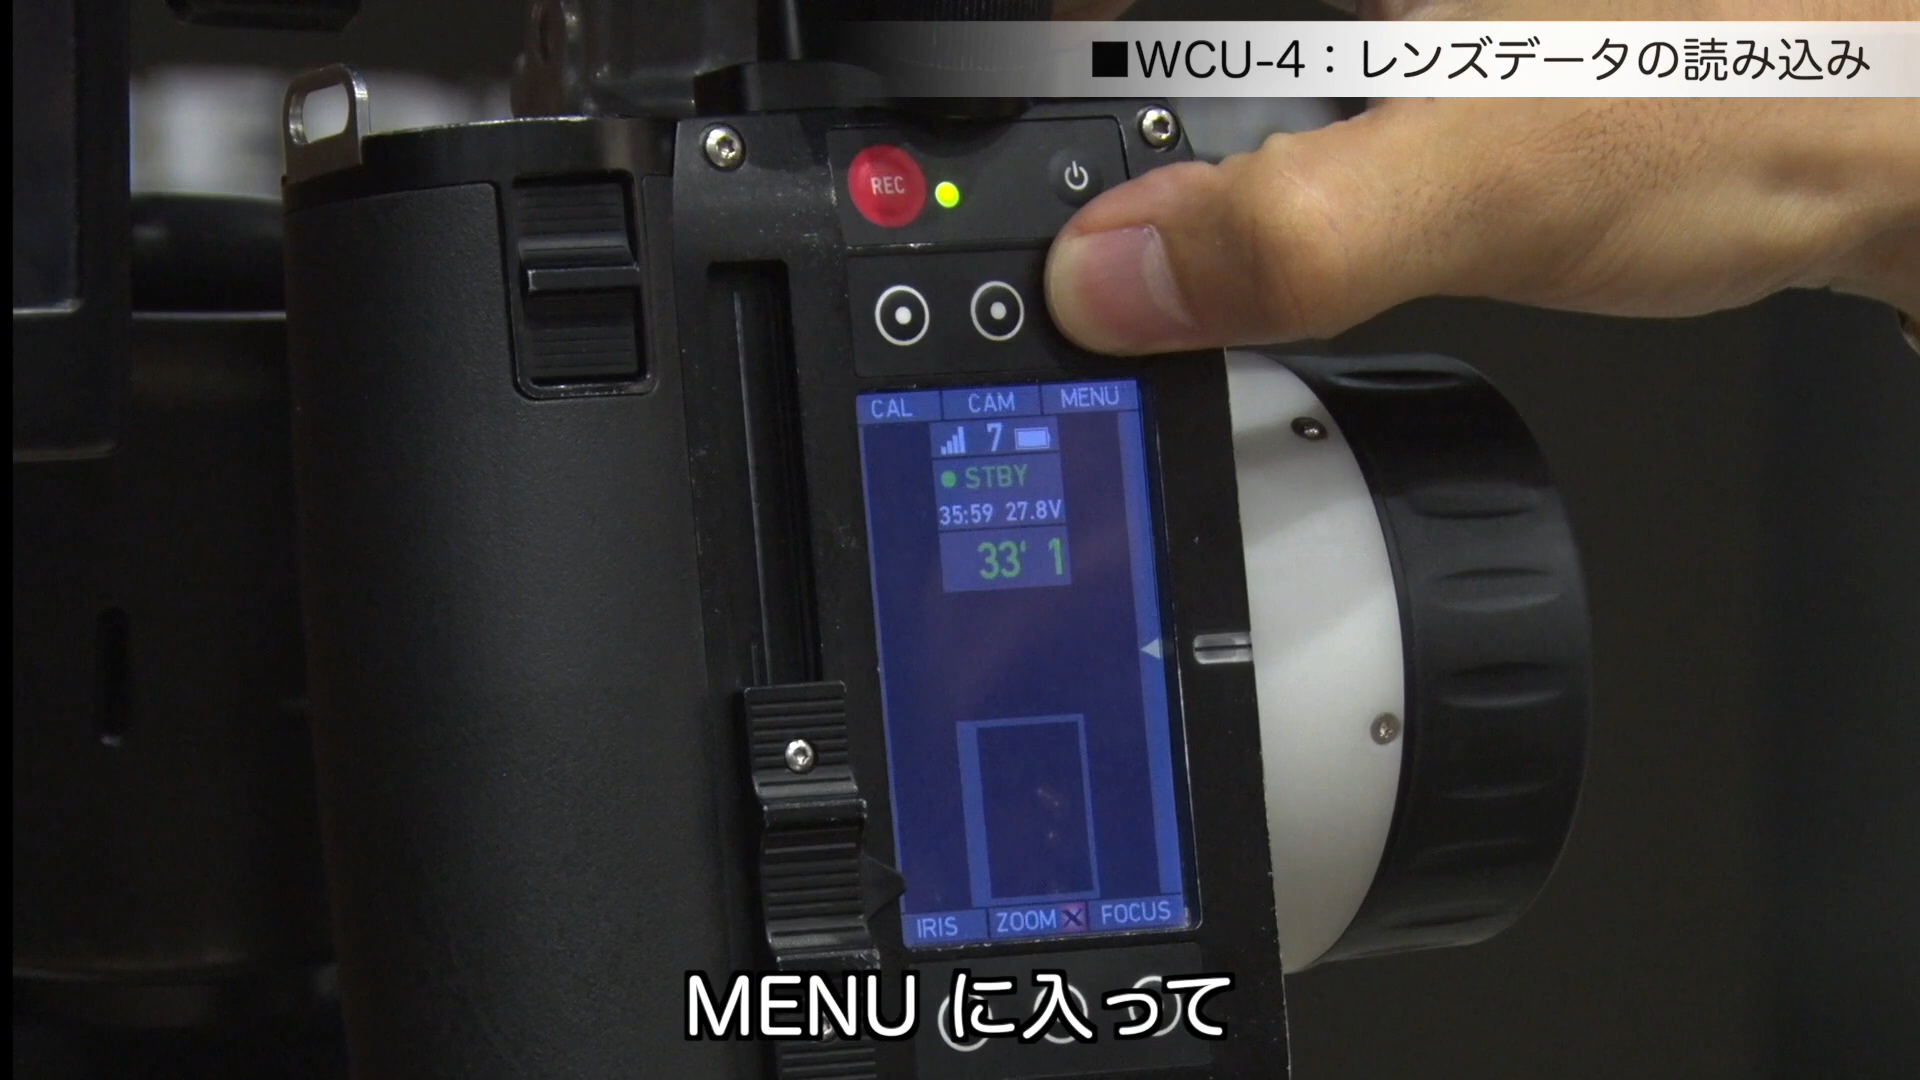 ■WCU-4：レンズデータの読み込み
REC
CAL CAM MENU
7
STBY
35:59 27.8V
33' 1
IRIS ZOOM X FOCUS
MENU に入って